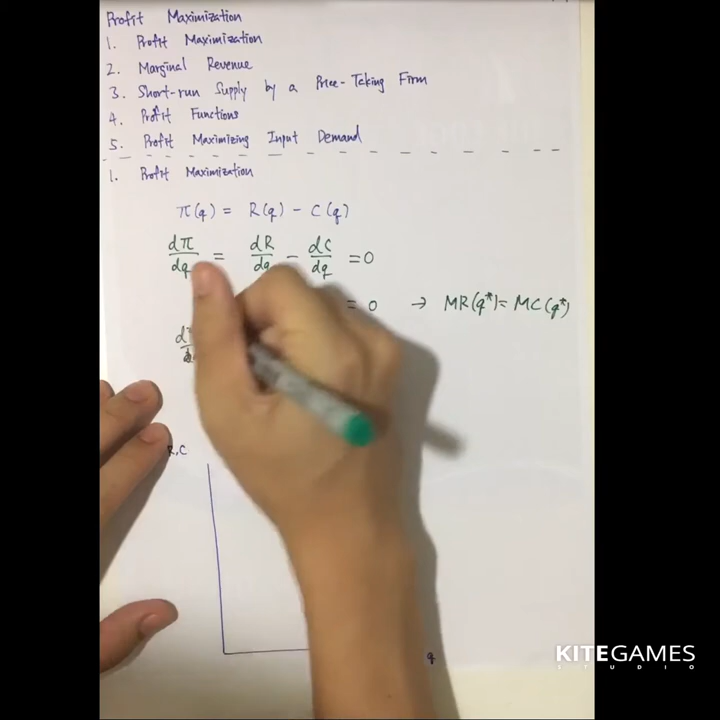 Profit Maximization
1. Profit Maximization
2. Marginal Revenue
3. Short-run Supply by a Price-Taking Firm
4. Profit Functions
5. Profit Maximizing Input Demand
1. Profit Maximization
π(q) = R(q) - C(q)
dπ/dq = dR/dq - dC/dq = 0
= 0 → MR(q*) = MC(q*)
R,C
q
KITEGAMES
STUDIO